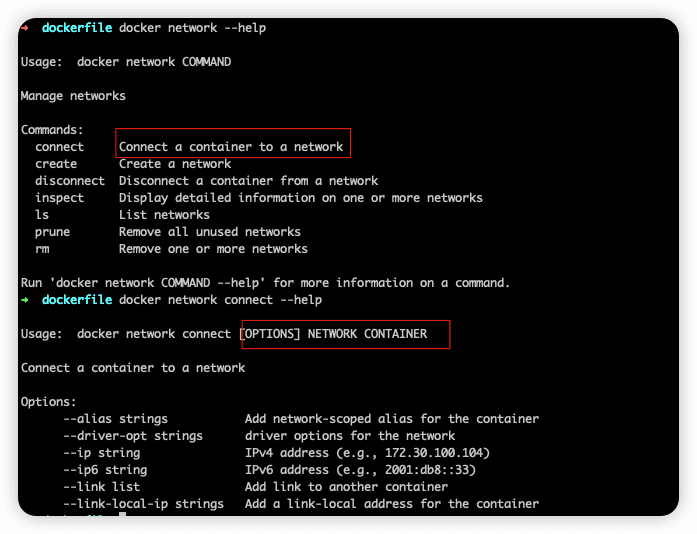 ➜  dockerfile docker network --help
Usage:  docker network COMMAND
Manage networks
Commands:
  connect     Connect a container to a network
  create      Create a network
  disconnect  Disconnect a container from a network
  inspect     Display detailed information on one or more networks
  ls          List networks
  prune       Remove all unused networks
  rm          Remove one or more networks
Run 'docker network COMMAND --help' for more information on a command.
➜  dockerfile docker network connect --help
Usage:  docker network connect [OPTIONS] NETWORK CONTAINER
Connect a container to a network
Options:
      --alias strings           Add network-scoped alias for the container
      --driver-opt strings      driver options for the network
      --ip string               IPv4 address (e.g., 172.30.100.104)
      --ip6 string              IPv6 address (e.g., 2001:db8::33)
      --link list               Add link to another container
      --link-local-ip strings   Add a link-local address for the container